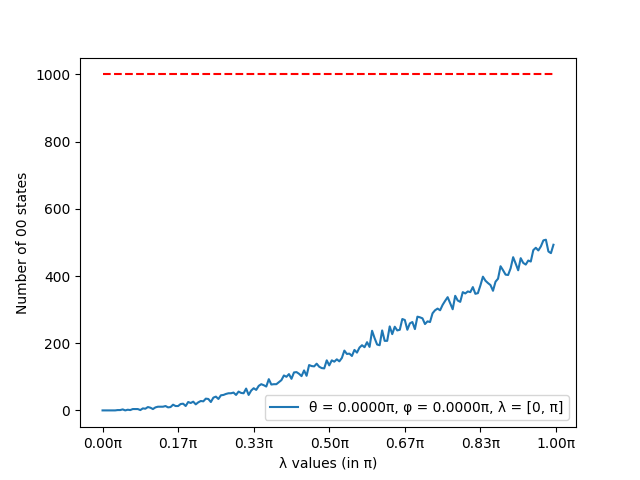 1000
800
600
400
200
0
Number of 00 states
θ = 0.0000π, φ = 0.0000π, λ = [0, π]
0.00π 0.17π 0.33π 0.50π 0.67π 0.83π 1.00π
λ values (in π)